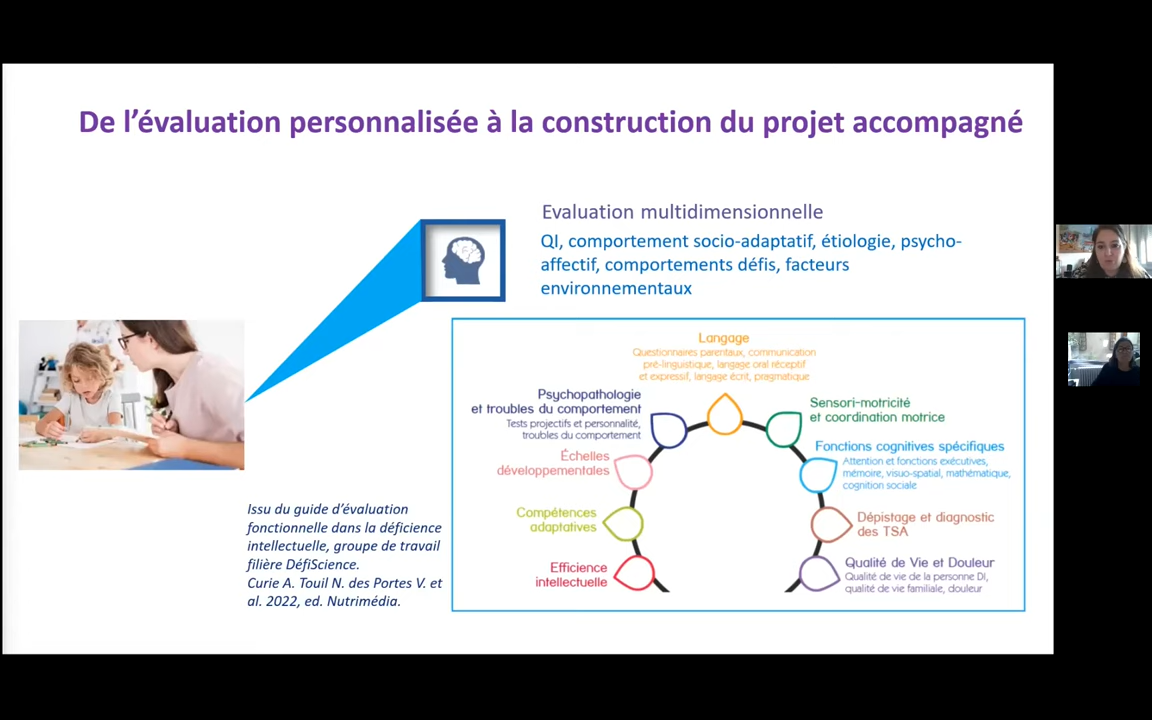 De l’évaluation personnalisée à la construction du projet accompagné
Evaluation multidimensionnelle
QI, comportement socio-adaptatif, étiologie, psycho-
affectif, comportements défis, facteurs
environnementaux
Langage
Questionnaires parentaux, communication
pré-linguistique, langage oral réceptif
et expressif, langage écrit, pragmatique
Psychopathologie
et troubles du comportement
Tests projectifs et personnalité,
troubles du comportement
Sensori-motricité
et coordination motrice
Échelles
développementales
Fonctions cognitives spécifiques
Attention et fonctions exécutives,
mémoire, visuo-spatial, mathématique,
cognition sociale
Compétences
adaptatives
Dépistage et diagnostic
des TSA
Efficience
intellectuelle
Qualité de Vie et Douleur
Qualité de vie de la personne DI,
qualité de vie familiale, douleur
Issu du guide d’évaluation
fonctionnelle dans la déficience
intellectuelle, groupe de travail
filière DéfiScience.
Curie A. Touil N. des Portes V. et
al. 2022, ed. Nutrimédia.